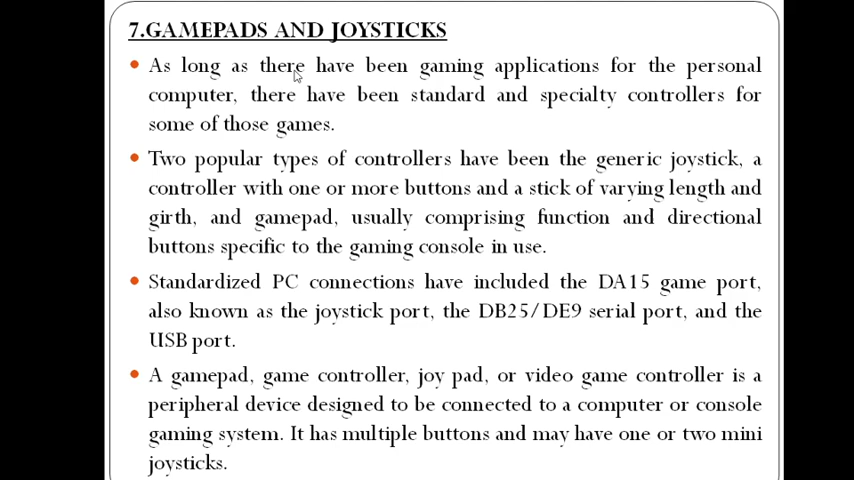 7.GAMEPADS AND JOYSTICKS
• As long as there have been gaming applications for the personal
computer, there have been standard and specialty controllers for
some of those games.
• Two popular types of controllers have been the generic joystick, a
controller with one or more buttons and a stick of varying length and
girth, and gamepad, usually comprising function and directional
buttons specific to the gaming console in use.
• Standardized PC connections have included the DA15 game port,
also known as the joystick port, the DB25/DE9 serial port, and the
USB port.
• A gamepad, game controller, joy pad, or video game controller is a
peripheral device designed to be connected to a computer or console
gaming system. It has multiple buttons and may have one or two mini
joysticks.